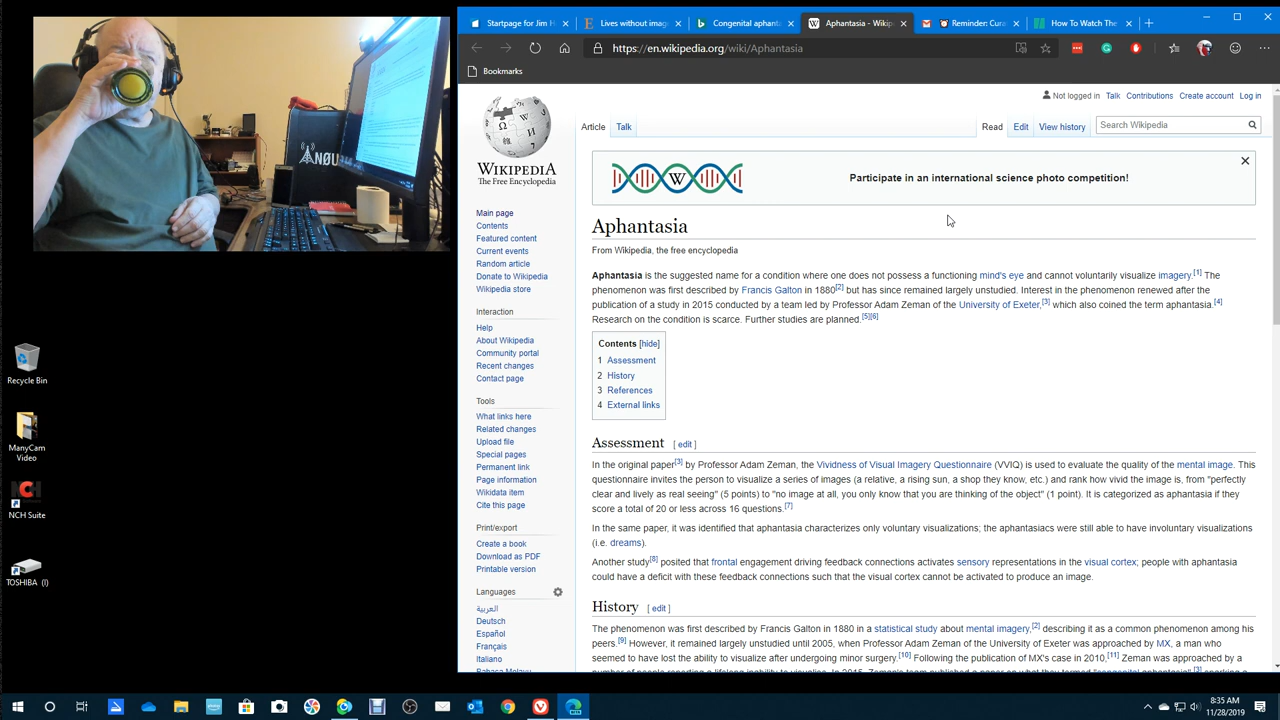 Startpage for Jim H
Lives without imag
Congenital aphanta
Aphantasia - Wikip
Reminder: Cura
How To Watch The
https://en.wikipedia.org/wiki/Aphantasia
Bookmarks
Not logged in Talk Contributions Create account Log in
Article Talk Read Edit View history Search Wikipedia
WIKIPEDIA
The Free Encyclopedia
W
Participate in an international science photo competition!
Main page
Contents
Featured content
Current events
Random article
Donate to Wikipedia
Wikipedia store
Interaction
Help
About Wikipedia
Community portal
Recent changes
Contact page
Tools
What links here
Related changes
Upload file
Special pages
Permanent link
Page information
Wikidata item
Cite this page
Print/export
Create a book
Download as PDF
Printable version
Languages
العربية
Deutsch
Español
Français
Italiano
Bahasa Melayu
Aphantasia
From Wikipedia, the free encyclopedia
Aphantasia is the suggested name for a condition where one does not possess a functioning mind's eye and cannot voluntarily visualize imagery.[1] The
phenomenon was first described by Francis Galton in 1880[2] but has since remained largely unstudied. Interest in the phenomenon renewed after the
publication of a study in 2015 conducted by a team led by Professor Adam Zeman of the University of Exeter,[3] which also coined the term aphantasia.[4]
Research on the condition is scarce. Further studies are planned.[5][6]
Contents [hide]
1 Assessment
2 History
3 References
4 External links
Assessment [ edit ]
In the original paper[3] by Professor Adam Zeman, the Vividness of Visual Imagery Questionnaire (VVIQ) is used to evaluate the quality of the mental image. This
questionnaire invites the person to visualize a series of images (a relative, a rising sun, a shop they know, etc.) and rank how vivid the image is, from "perfectly
clear and lively as real seeing" (5 points) to "no image at all, you only know that you are thinking of the object" (1 point). It is categorized as aphantasia if they
score a total of 20 or less across 16 questions.[7]
In the same paper, it was identified that aphantasia characterizes only voluntary visualizations; the aphantasiacs were still able to have involuntary visualizations
(i.e. dreams).
Another study[8] posited that frontal engagement driving feedback connections activates sensory representations in the visual cortex; people with aphantasia
could have a deficit with these feedback connections such that the visual cortex cannot be activated to produce an image.
History [ edit ]
The phenomenon was first described by Francis Galton in 1880 in a statistical study about mental imagery,[2] describing it as a common phenomenon among his
peers.[9] However, it remained largely unstudied until 2005, when Professor Adam Zeman of the University of Exeter was approached by MX, a man who
seemed to have lost the ability to visualize after undergoing minor surgery.[10] Following the publication of MX's case in 2010,[11] Zeman was approached by a
Recycle Bin
ManyCam
Video
NCH Suite
TOSHIBA (I)
8:35 AM
11/28/2019